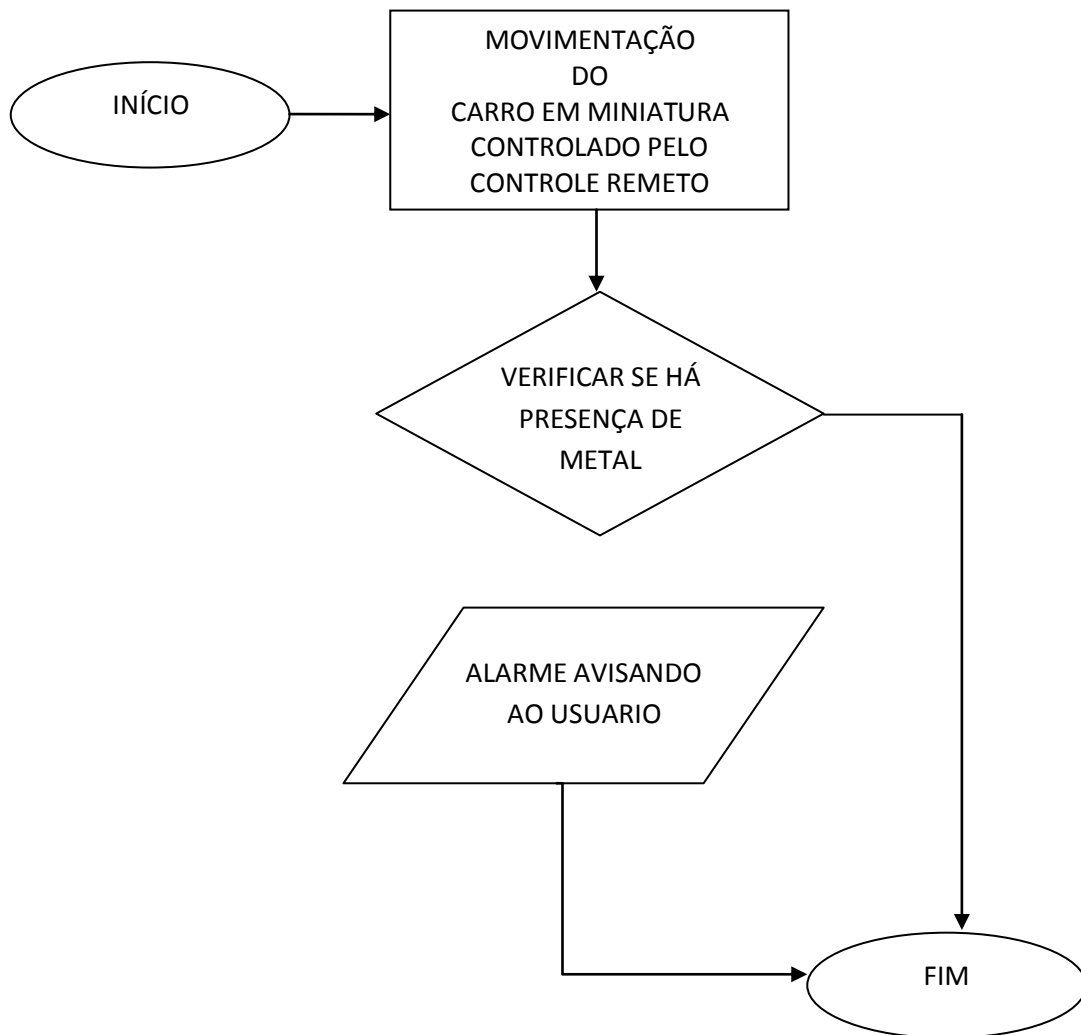 INÍCIO
MOVIMENTAÇÃO
DO
CARRO EM MINIATURA
CONTROLADO PELO
CONTROLE REMETO
VERIFICAR SE HÁ
PRESENÇA DE
METAL
ALARME AVISANDO
AO USUARIO
FIM